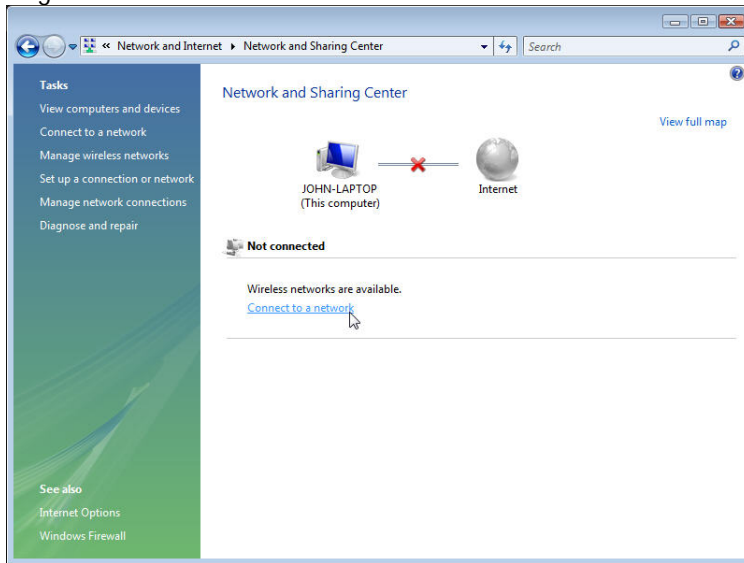 « Network and Internet ▸ Network and Sharing Center
Search
Tasks
View computers and devices
Connect to a network
Manage wireless networks
Set up a connection or network
Manage network connections
Diagnose and repair
See also
Internet Options
Windows Firewall
Network and Sharing Center
View full map
JOHN-LAPTOP
(This computer)
Internet
Not connected
Wireless networks are available.
Connect to a network